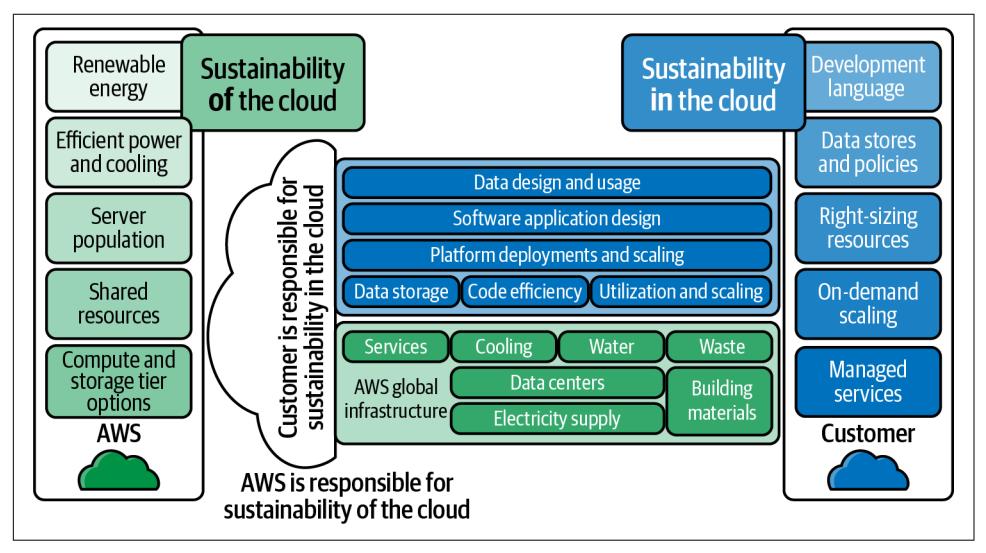 Renewable
energy
Efficient power
and cooling
Server
population
Shared
resources
Compute and
storage tier
options
AWS
Sustainability
of the cloud
Customer is responsible for
sustainability in the cloud
AWS is responsible for
sustainability of the cloud
Data design and usage
Software application design
Platform deployments and scaling
Data storage
Code efficiency
Utilization and scaling
Services
Cooling
Water
Waste
AWS global
infrastructure
Data centers
Electricity supply
Building
materials
Sustainability
in the cloud
Development
language
Data stores
and policies
Right-sizing
resources
On-demand
scaling
Managed
services
Customer